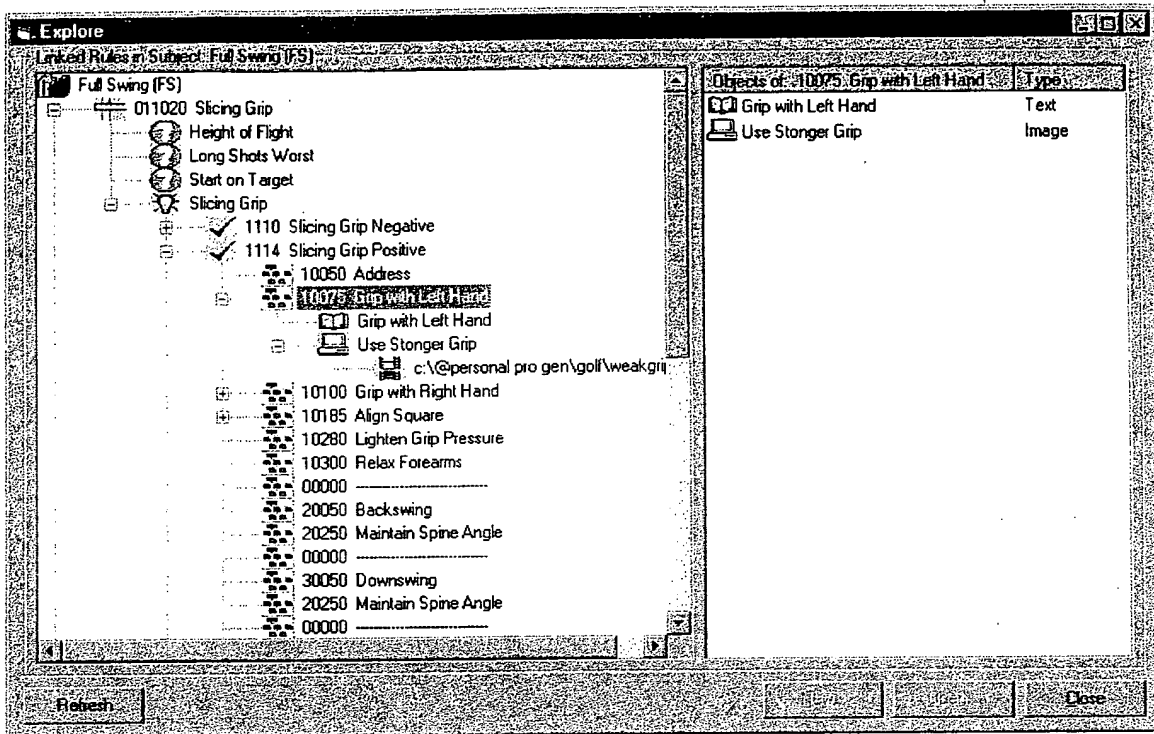 Explore
Linked Rules in Subject: Full Swing (FS)
Full Swing (FS)
011020 Slicing Grip
Height of Flight
Long Shots Worst
Start on Target
Slicing Grip
1110 Slicing Grip Negative
1114 Slicing Grip Positive
10050 Address
10075 Grip with Left Hand
Grip with Left Hand
Use Stonger Grip
c:\@personal pro gen\golf\weakgri
10100 Grip with Right Hand
10185 Align Square
10280 Lighten Grip Pressure
10300 Relax Forearms
00000 -----------------------
20050 Backswing
20250 Maintain Spine Angle
00000 -----------------------
30050 Downswing
20250 Maintain Spine Angle
00000 -----------------------
Objects of: 10075 Grip with Left Hand Type
Grip with Left Hand Text
Use Stonger Grip Image
Refresh
Close